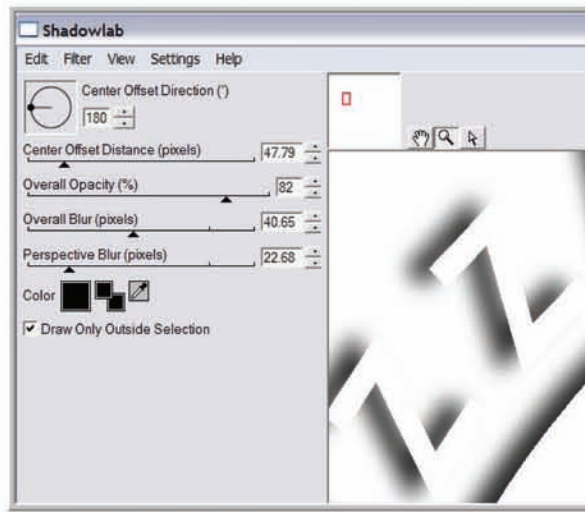 Shadowlab
Edit Filter View Settings Help
Center Offset Direction (°)
180
Center Offset Distance (pixels) 47.79
Overall Opacity (%) 82
Overall Blur (pixels) 40.65
Perspective Blur (pixels) 22.68
Color
Draw Only Outside Selection